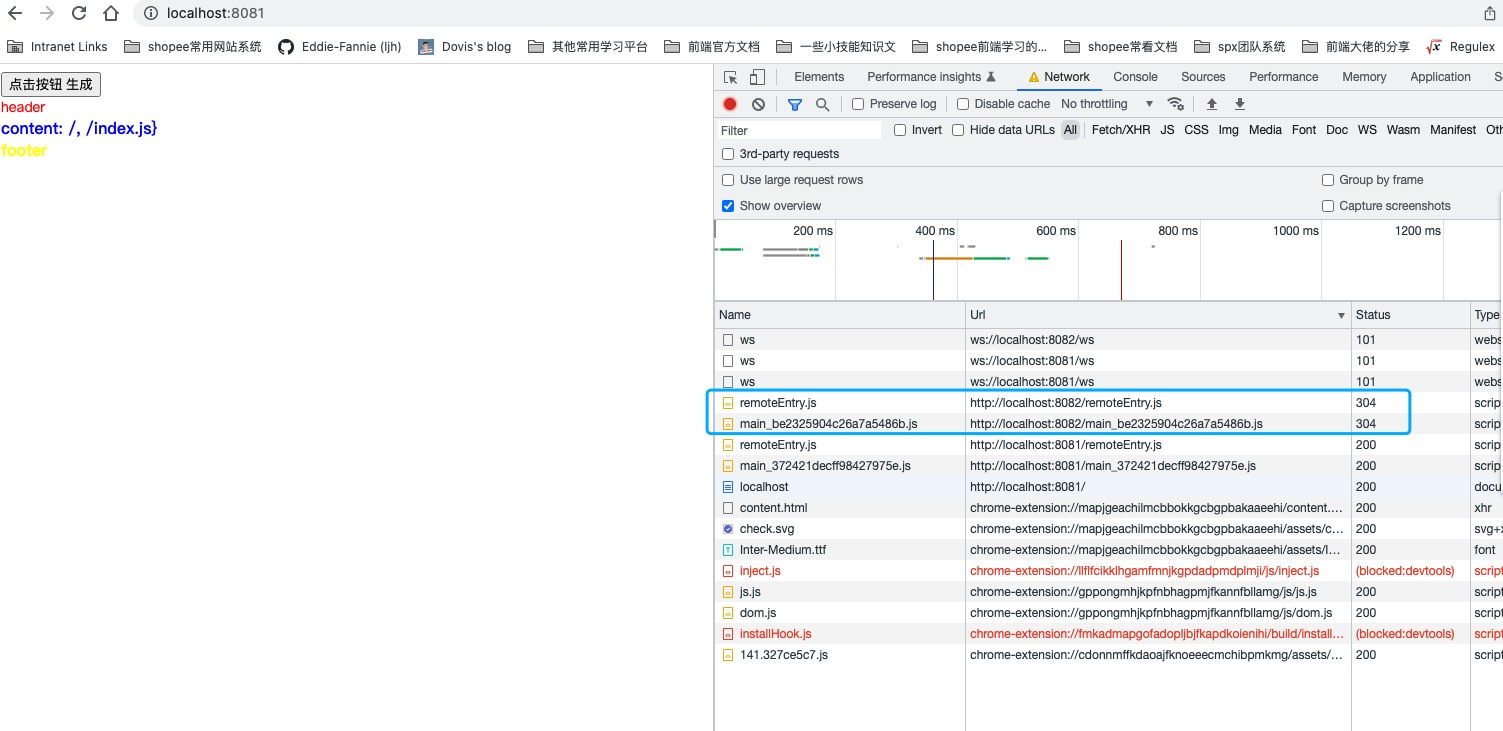 localhost:8081
Intranet Links shopee常用网站系统 Eddie-Fannie (ljh) Dovis's blog 其他常用学习平台 前端官方文档 一些小技能知识文 shopee前端学习的... shopee常看文档 spx团队系统 前端大佬的分享 Regulex
点击按钮 生成
header
content: /, /index.js}
footer
Elements Performance insights Network Console Sources Performance Memory Application S
Preserve log Disable cache No throttling
Filter Invert Hide data URLs All Fetch/XHR JS CSS Img Media Font Doc WS Wasm Manifest Oth
3rd-party requests
Use large request rows Group by frame
Show overview Capture screenshots
200 ms 400 ms 600 ms 800 ms 1000 ms 1200 ms
Name Url Status Type
ws ws://localhost:8082/ws 101 webs
ws ws://localhost:8081/ws 101 webs
ws ws://localhost:8081/ws 101 webs
remoteEntry.js http://localhost:8082/remoteEntry.js 304 scrip
main_be2325904c26a7a5486b.js http://localhost:8082/main_be2325904c26a7a5486b.js 304 scrip
remoteEntry.js http://localhost:8081/remoteEntry.js 200 scrip
main_372421decff98427975e.js http://localhost:8081/main_372421decff98427975e.js 200 scrip
localhost http://localhost:8081/ 200 docu
content.html chrome-extension://mapjgeachilmcbbokkgcbgpbakaaeehi/content.... 200 xhr
check.svg chrome-extension://mapjgeachilmcbbokkgcbgpbakaaeehi/assets/c... 200 svg+x
Inter-Medium.ttf chrome-extension://mapjgeachilmcbbokkgcbgpbakaaeehi/assets/I... 200 font
inject.js chrome-extension://llflfcikklhgamfmnjkgpdadpmdplmji/js/inject.js (blocked:devtools) script
js.js chrome-extension://gppongmhjkpfnbhagpmjfkannfbllamg/js/js.js 200 script
dom.js chrome-extension://gppongmhjkpfnbhagpmjfkannfbllamg/js/dom.js 200 script
installHook.js chrome-extension://fmkadmapgofadopljbjfkapdkoienihi/build/install... (blocked:devtools) script
141.327ce5c7.js chrome-extension://cdonnmffkdaoajfknoeeecmchibpmkmg/assets/... 200 script